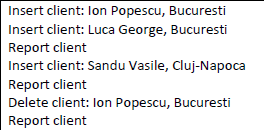 Insert client: Ion Popescu, Bucuresti
Insert client: Luca George, Bucuresti
Report client
Insert client: Sandu Vasile, Cluj-Napoca
Report client
Delete client: Ion Popescu, Bucuresti
Report client